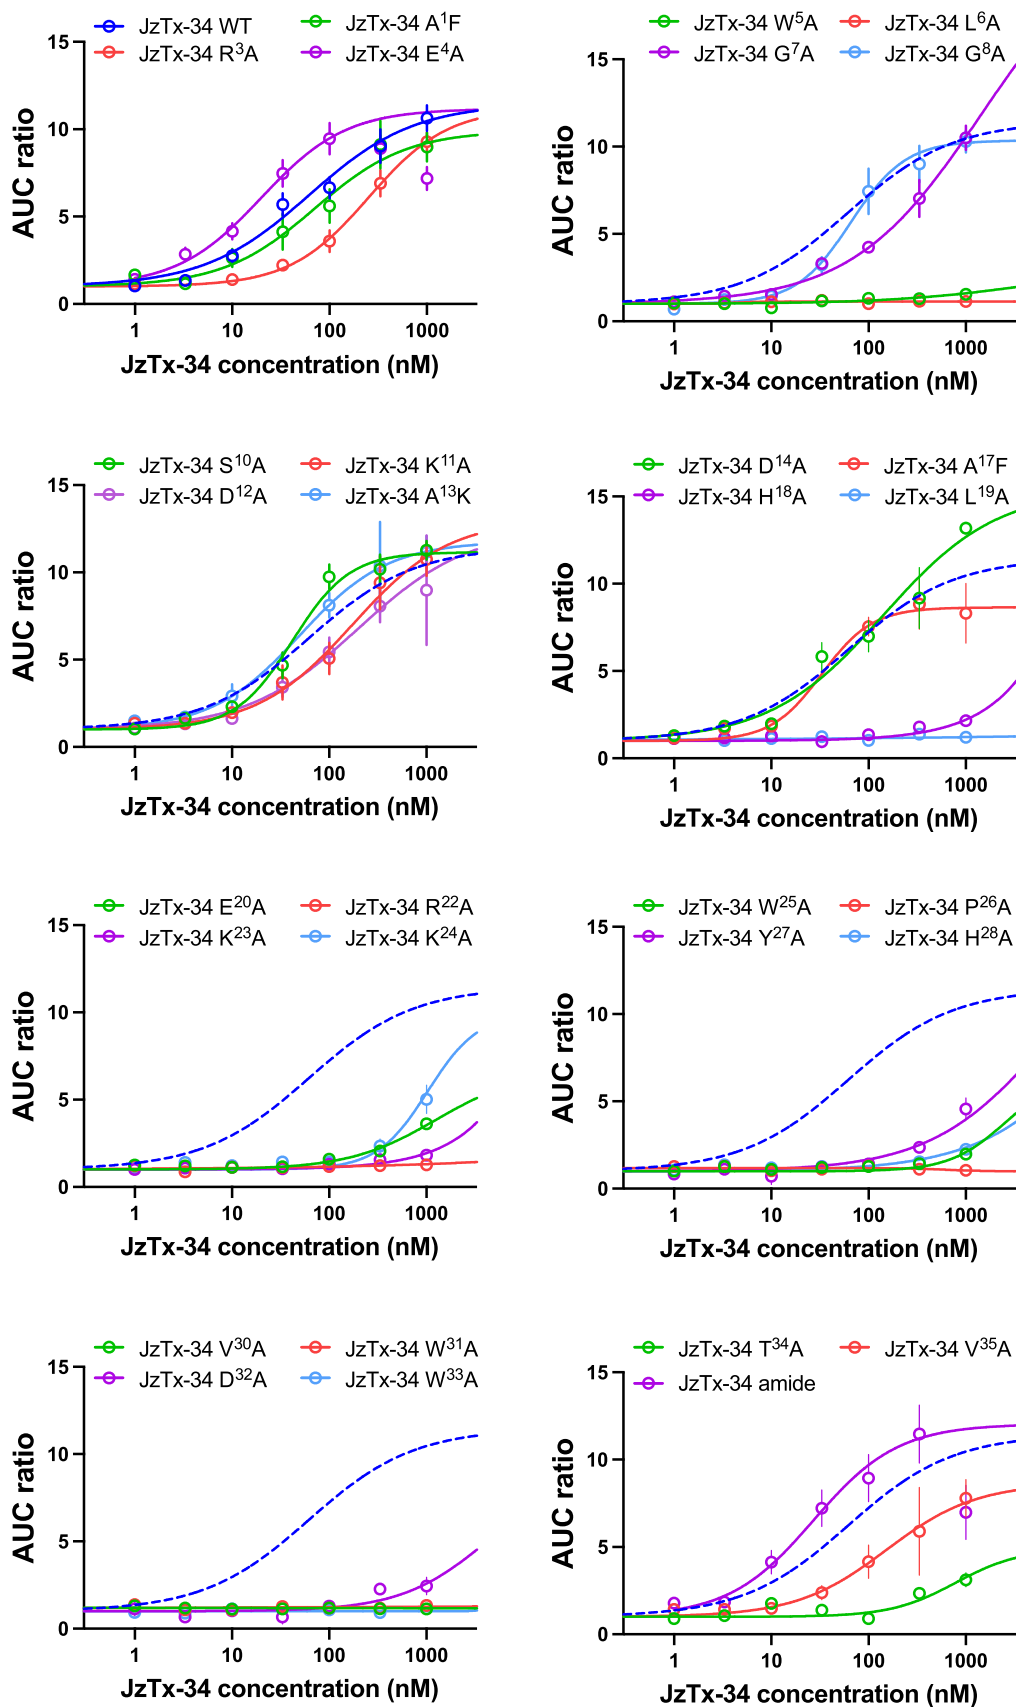 JzTx-34 WT JzTx-34 A¹F
JzTx-34 R³A JzTx-34 E⁴A
15
10
5
0
AUC ratio
1 10 100 1000
JzTx-34 concentration (nM)
JzTx-34 W⁵A JzTx-34 L⁶A
JzTx-34 G⁷A JzTx-34 G⁸A
15
10
5
0
AUC ratio
1 10 100 1000
JzTx-34 concentration (nM)
JzTx-34 S¹⁰A JzTx-34 K¹¹A
JzTx-34 D¹²A JzTx-34 A¹³K
15
10
5
0
AUC ratio
1 10 100 1000
JzTx-34 concentration (nM)
JzTx-34 D¹⁴A JzTx-34 A¹⁷F
JzTx-34 H¹⁸A JzTx-34 L¹⁹A
15
10
5
0
AUC ratio
1 10 100 1000
JzTx-34 concentration (nM)
JzTx-34 E²⁰A JzTx-34 R²²A
JzTx-34 K²³A JzTx-34 K²⁴A
15
10
5
0
AUC ratio
1 10 100 1000
JzTx-34 concentration (nM)
JzTx-34 W²⁵A JzTx-34 P²⁶A
JzTx-34 Y²⁷A JzTx-34 H²⁸A
15
10
5
0
AUC ratio
1 10 100 1000
JzTx-34 concentration (nM)
JzTx-34 V³⁰A JzTx-34 W³¹A
JzTx-34 D³²A JzTx-34 W³³A
15
10
5
0
AUC ratio
1 10 100 1000
JzTx-34 concentration (nM)
JzTx-34 T³⁴A JzTx-34 V³⁵A
JzTx-34 amide
15
10
5
0
AUC ratio
1 10 100 1000
JzTx-34 concentration (nM)